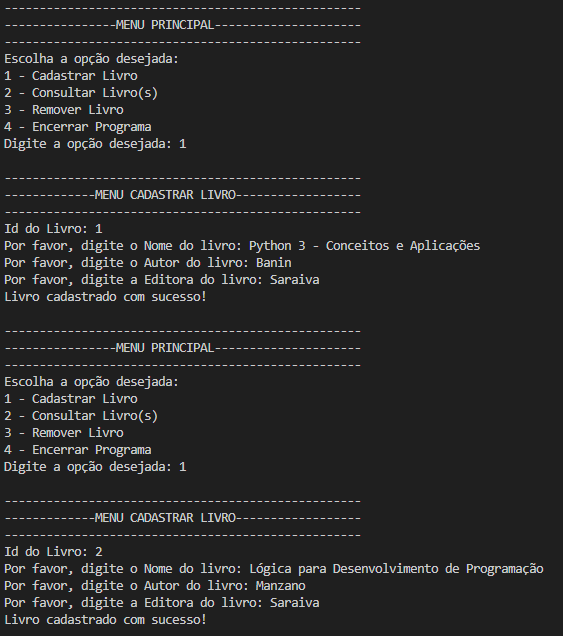 ---------------------------------------------------
----------------MENU PRINCIPAL---------------------
---------------------------------------------------
Escolha a opção desejada:
1 - Cadastrar Livro
2 - Consultar Livro(s)
3 - Remover Livro
4 - Encerrar Programa
Digite a opção desejada: 1

---------------------------------------------------
-------------MENU CADASTRAR LIVRO------------------
---------------------------------------------------
Id do Livro: 1
Por favor, digite o Nome do livro: Python 3 - Conceitos e Aplicações
Por favor, digite o Autor do livro: Banin
Por favor, digite a Editora do livro: Saraiva
Livro cadastrado com sucesso!

---------------------------------------------------
----------------MENU PRINCIPAL---------------------
---------------------------------------------------
Escolha a opção desejada:
1 - Cadastrar Livro
2 - Consultar Livro(s)
3 - Remover Livro
4 - Encerrar Programa
Digite a opção desejada: 1

---------------------------------------------------
-------------MENU CADASTRAR LIVRO------------------
---------------------------------------------------
Id do Livro: 2
Por favor, digite o Nome do livro: Lógica para Desenvolvimento de Programação
Por favor, digite o Autor do livro: Manzano
Por favor, digite a Editora do livro: Saraiva
Livro cadastrado com sucesso!